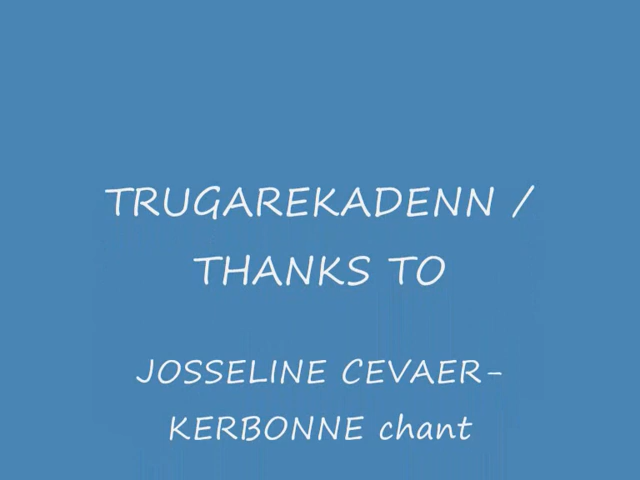 TRUGAREKADENN /
THANKS TO
JOSSELINE CEVAER-
KERBONNE chant